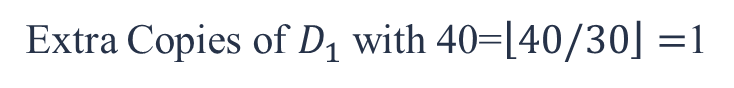 Extra Copies of D₁ with 40=⌊40/30⌋ =1